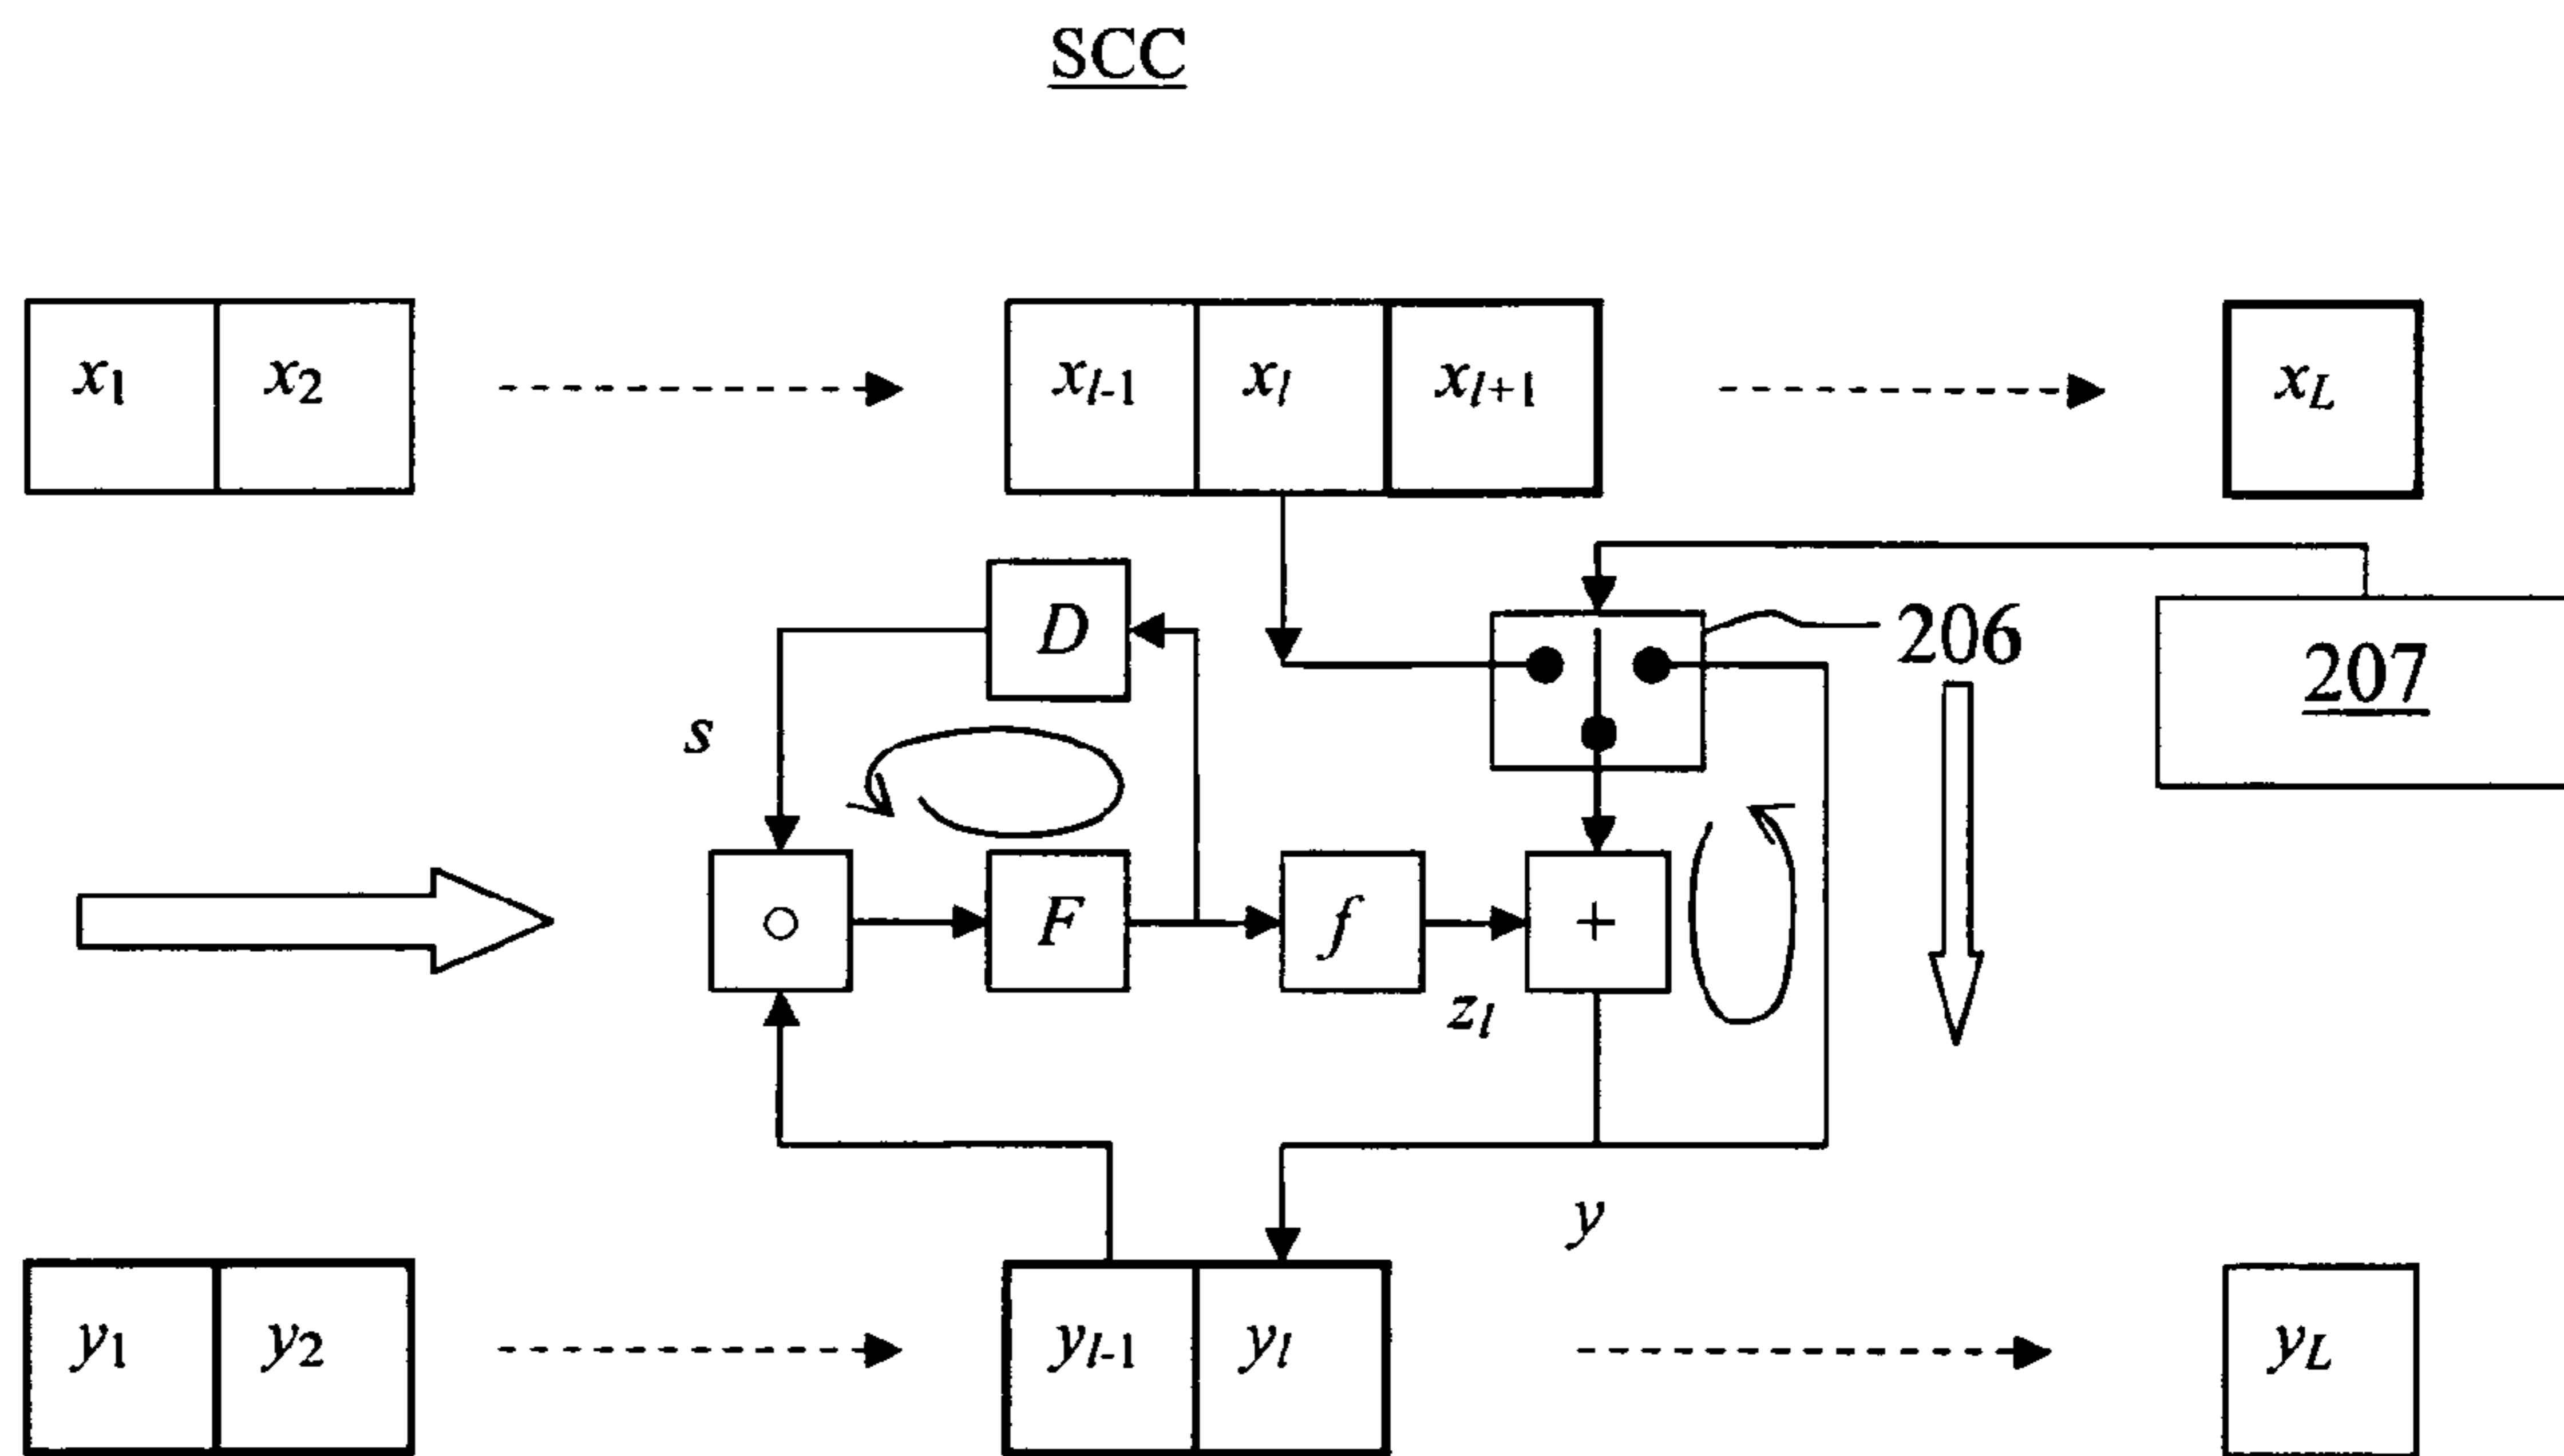 SCC
x1 x2 xl-1 xl xl+1 xL
D
206
207
s
○ F f +
zl
y
y1 y2 yl-1 yl yL